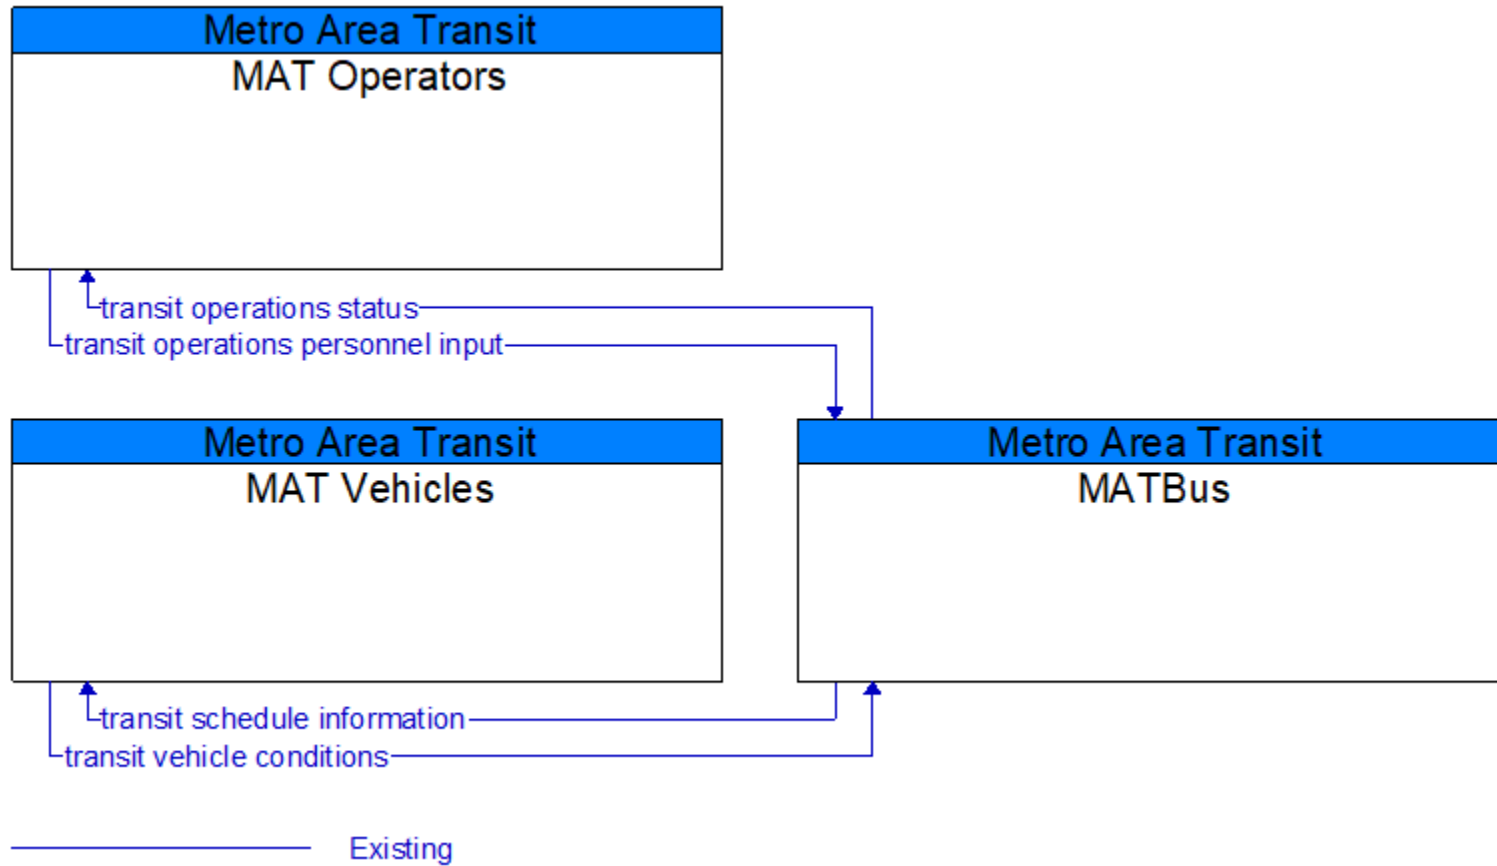 Metro Area Transit
MAT Operators
transit operations status
transit operations personnel input
Metro Area Transit
MAT Vehicles
Metro Area Transit
MATBus
transit schedule information
transit vehicle conditions
Existing